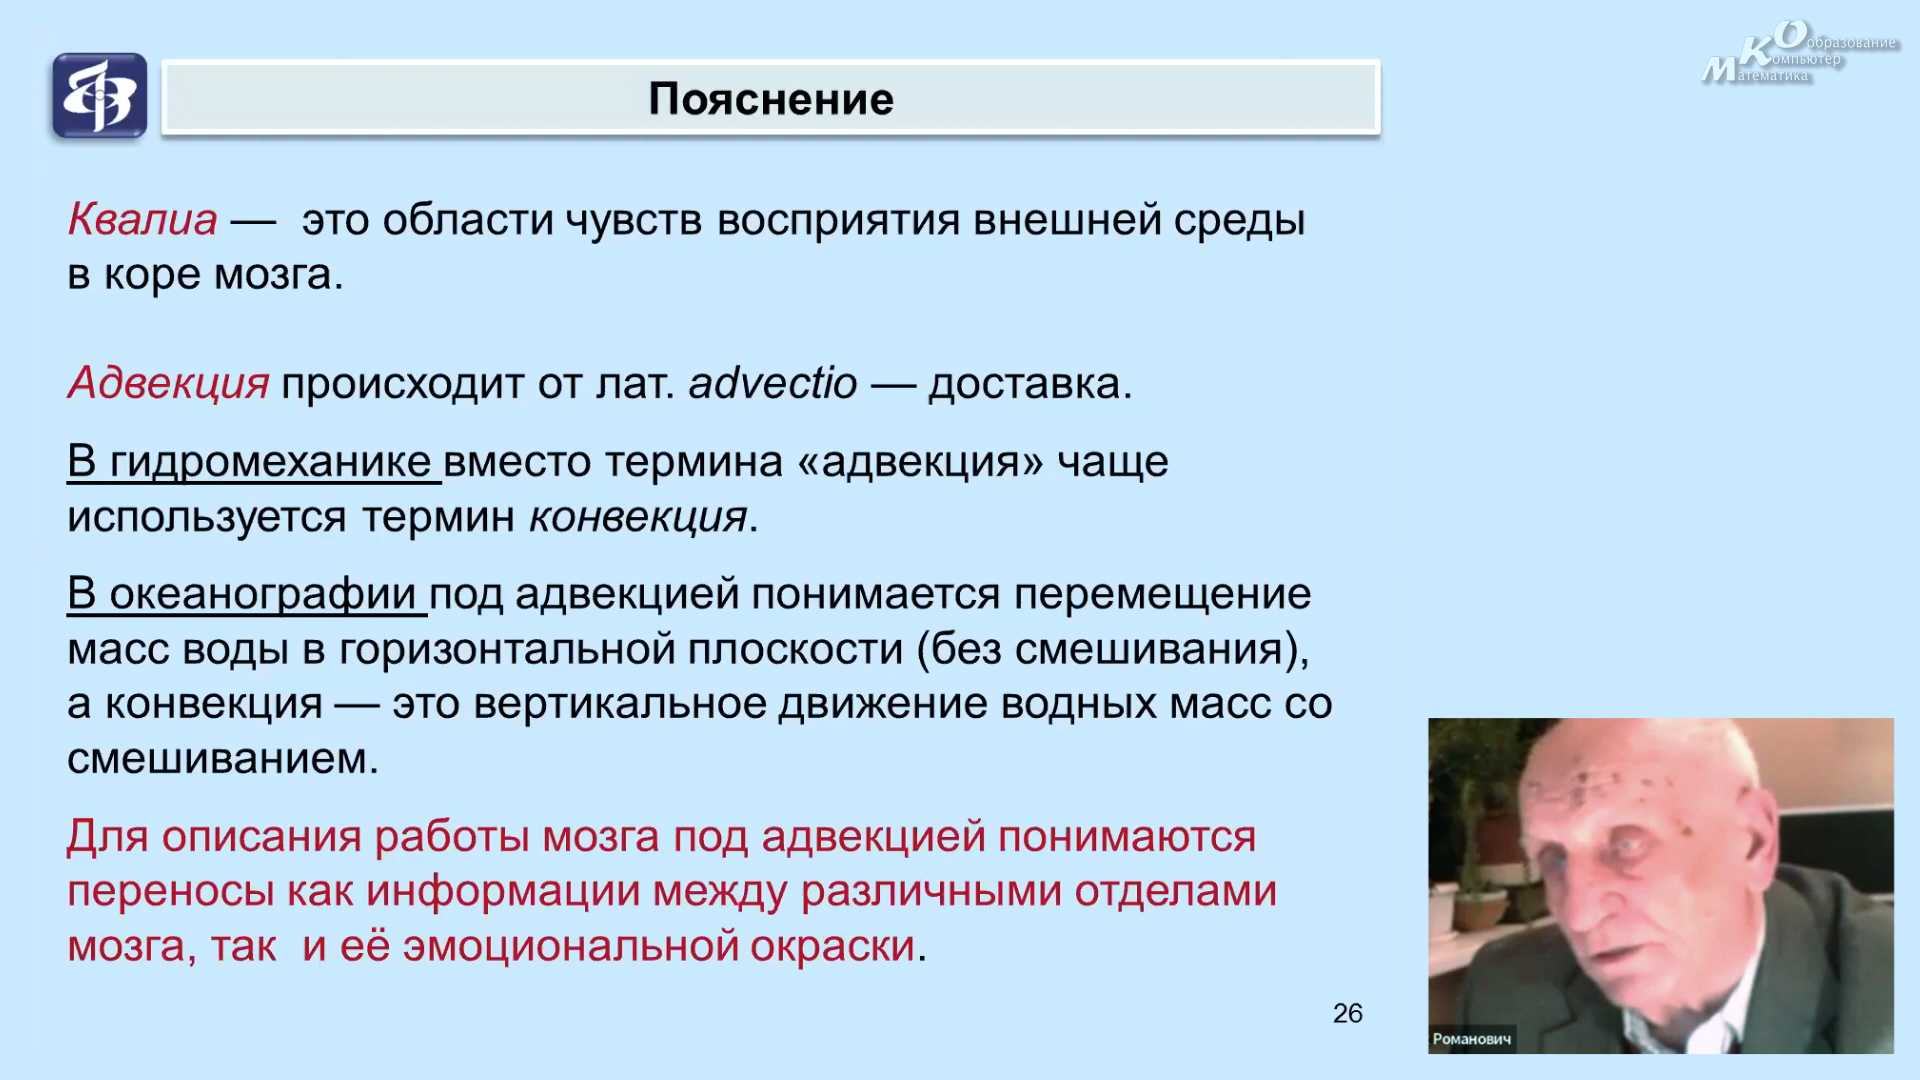 Образование
Компьютер
Математика
Пояснение
Квалиа — это области чувств восприятия внешней среды
в коре мозга.
Адвекция происходит от лат. advectio — доставка.
В гидромеханике вместо термина «адвекция» чаще
используется термин конвекция.
В океанографии под адвекцией понимается перемещение
масс воды в горизонтальной плоскости (без смешивания),
а конвекция — это вертикальное движение водных масс со
смешиванием.
Для описания работы мозга под адвекцией понимаются
переносы как информации между различными отделами
мозга, так и её эмоциональной окраски.
26
Романович